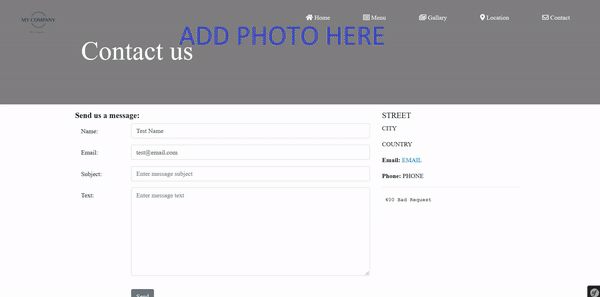 MY COMPANY
Home
Menu
Gallary
Location
Contact
ADD PHOTO HERE
Contact us
Send us a message:
Name:
Test Name
Email:
test@email.com
Subject:
Enter message subject
Text:
Enter message text
Send
STREET
CITY
COUNTRY
Email: EMAIL
Phone: PHONE
400 Bad Request